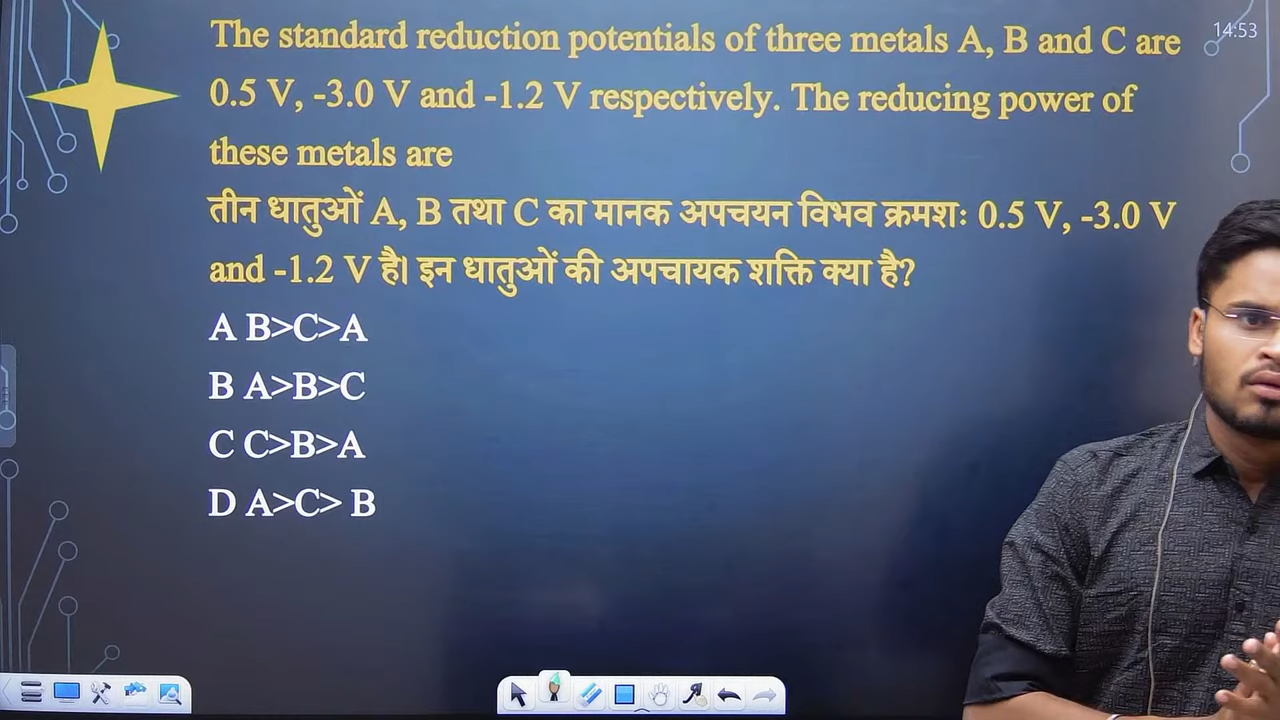 14:53
The standard reduction potentials of three metals A, B and C are
0.5 V, -3.0 V and -1.2 V respectively. The reducing power of
these metals are
तीन धातुओं A, B तथा C का मानक अपचयन विभव क्रमशः 0.5 V, -3.0 V
and -1.2 V है। इन धातुओं की अपचायक शक्ति क्या है?
A B>C>A
B A>B>C
C C>B>A
D A>C> B